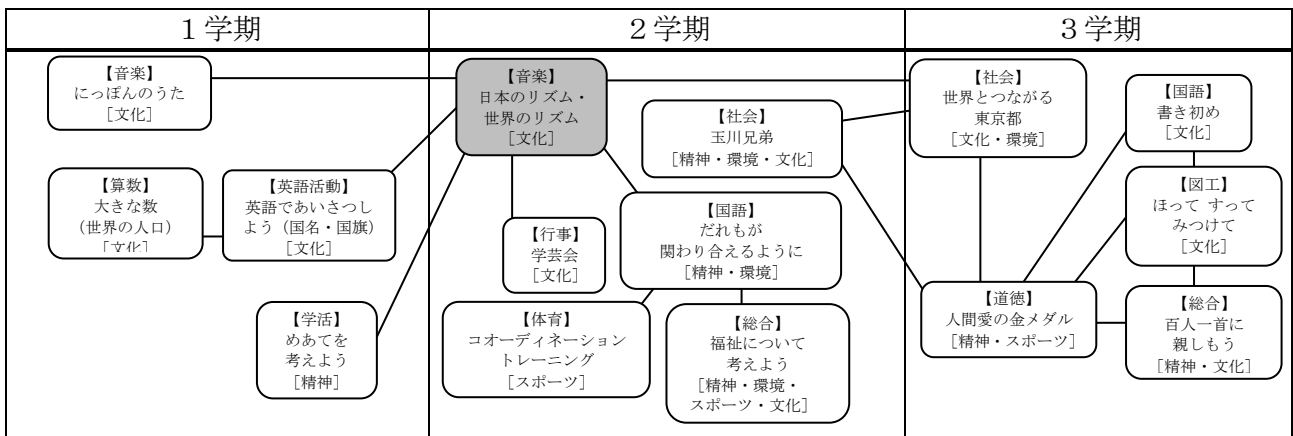 １学期
２学期
３学期
【音楽】
にっぽんのうた
［文化］
【算数】
大きな数
（世界の人口）
［文化］
【英語活動】
英語であいさつし
よう（国名・国旗）
［文化］
【学活】
めあてを
考えよう
［精神］
【音楽】
日本のリズム・
世界のリズム
［文化］
【社会】
玉川兄弟
［精神・環境・文化］
【行事】
学芸会
［文化］
【国語】
だれもが
関わり合えるように
［精神・環境］
【体育】
コオーディネーション
トレーニング
［スポーツ］
【総合】
福祉について
考えよう
［精神・環境・
スポーツ・文化］
【社会】
世界とつながる
東京都
［文化・環境］
【国語】
書き初め
［文化］
【図工】
ほって すって
みつけて
［文化］
【道徳】
人間愛の金メダル
［精神・スポーツ］
【総合】
百人一首に
親しもう
［精神・文化］